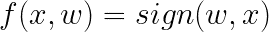 f(x, w) = sign(w, x)